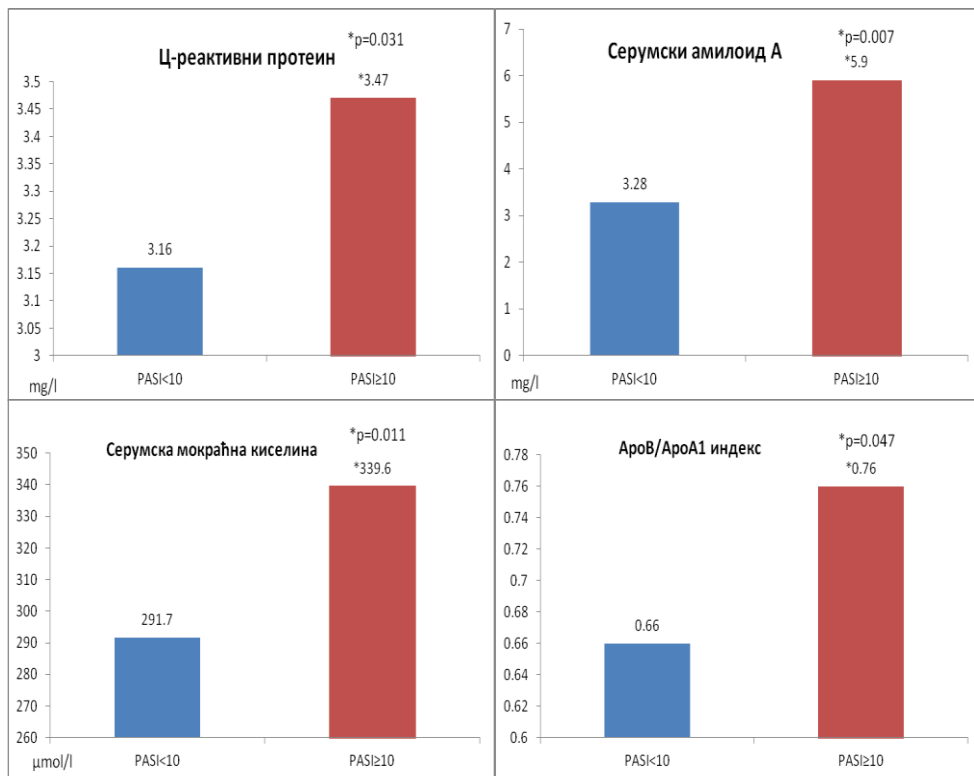 Ц-реактивни протеин
*p=0.031
3.5
3.45
3.4
3.35
3.3
3.25
3.2
3.15
3.1
3.05
3
3.16
*3.47
mg/l
PASI<10
PASI≥10
Серумски амилоид А
*p=0.007
7
6
5
4
3
2
1
0
3.28
*5.9
mg/l
PASI<10
PASI≥10
Серумска мокраћна киселина
*p=0.011
350
340
330
320
310
300
290
280
270
260
291.7
*339.6
µmol/l
PASI<10
PASI≥10
АpoB/ApoA1 индекс
*p=0.047
0.78
0.76
0.74
0.72
0.7
0.68
0.66
0.64
0.62
0.6
0.66
*0.76
PASI<10
PASI≥10